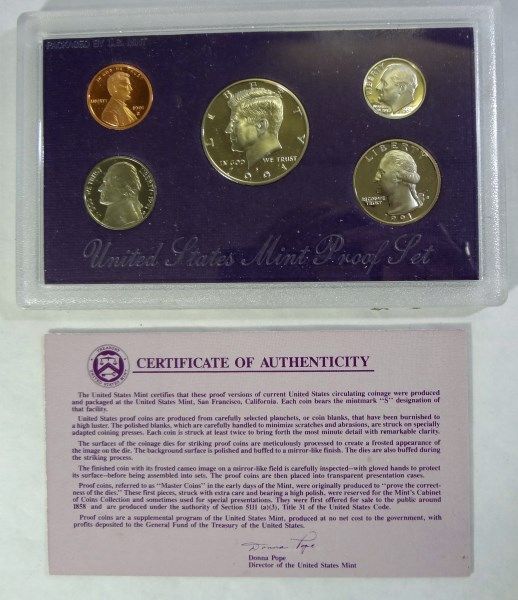 PACKAGED BY U.S. MINT
LIBERTY
1991
S
LIBERTY
IN GOD WE TRUST
1991
LIBERTY
LIBERTY
1991
United States Mint Proof Set
CERTIFICATE OF AUTHENTICITY
The United States Mint certifies that these proof versions of current United States circulating coinage were produced
and packaged at the United States Mint, San Francisco, California. Each coin bears the mintmark "S" designation of
that facility.
United States proof coins are produced from carefully selected planchets, or coin blanks, that have been burnished to
a high luster. The polished blanks, which are carefully handled to minimize scratches and abrasions, are struck on specially
adapted coining presses. Each coin is struck at least twice to bring forth the most minute detail with remarkable clarity.
The surfaces of the coinage dies for striking proof coins are meticulously processed to create a frosted appearance of
the image on the die. The background surface is polished and buffed to a mirror-like finish. The dies are also buffed during
the striking process.
The finished coin with its frosted cameo image on a mirror-like field is carefully inspected—with gloved hands to protect
its surface—before being assembled into sets. The proof coins are then placed into transparent presentation cases.
Proof coins, referred to as "Master Coins" in the early days of the Mint, were originally produced to "prove the correct-
ness of the dies." These first pieces, struck with extra care and bearing a high polish, were reserved for the Mint's Cabinet
of Coins Collection and sometimes used for special presentations. They were first offered for sale to the public around
1858 and are produced under the authority of Section 5111 (a)(3), Title 31 of the United States Code.
Proof coins are a supplemental program of the United States Mint, produced at no net cost to the government, with
profits deposited to the General Fund of the Treasury of the United States.
Donna Pope
Donna Pope
Director of the United States Mint